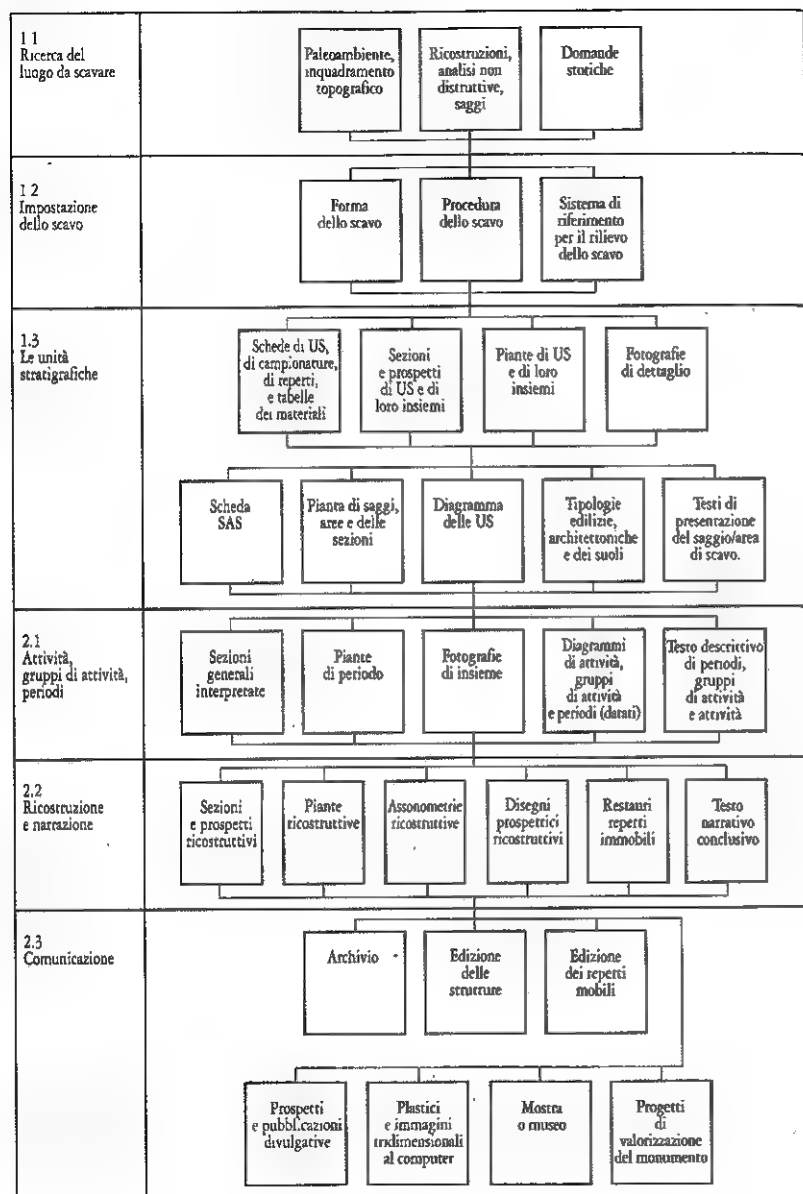 1 1
Ricerca del
luogo da scavare
Paleoambiente,
inquadramento
topografico
Ricostruzioni,
analisi non
distruttive,
saggi
Domande
storiche
1 2
Impostazione
dello scavo
Forma
dello scavo
Procedura
dello scavo
Sistema di
riferimento
per il rilievo
dello scavo
1.3
Le unità
stratigrafiche
Schede di US,
di campionature,
di reperti,
e tabelle
dei materiali
Sezioni
e prospetti
di US e di
loro insiemi
Piante di US
e di loro
insiemi
Fotografie
di dettaglio
Scheda
SAS
Pianta di saggi,
aree e delle
sezioni
Diagramma
delle US
Tipologie
edilizie,
architettoniche
e dei suoli
Testi di
presentazione
del saggio/area
di scavo.
2.1
Attività,
gruppi di attività,
periodi
Sezioni
generali
interpretate
Piante
di periodo
Fotografie
di insieme
Diagrammi
di attività,
gruppi
di attività
e periodi (datati)
Testo descrittivo
di periodi,
gruppi
di attività
e attività
2.2
Ricostruzione
e narrazione
Sezioni
e prospetti
ricostruttivi
Piante
ricostruttive
Assonometrie
ricostruttive
Disegni
prospettici
ricostruttivi
Restauri
reperti
immobili
Testo
narrativo
conclusivo
2.3
Comunicazione
Archivio
Edizione
delle
strutture
Edizione
dei reperti
mobili
Prospetti
e pubblicazioni
divulgative
Plastici
e immagini
tridimensionali
al computer
Mostra
o museo
Progetti
di
valorizzazione
del monumento